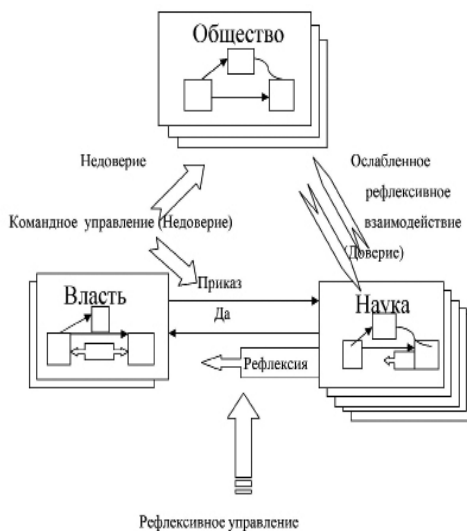 Общество
Недоверие
Ослабленное
рефлексивное
взаимодействие
(Доверие)
Командное управление (Недоверие)
Приказ
Власть
Да
Наука
Рефлексия
Рефлексивное управление